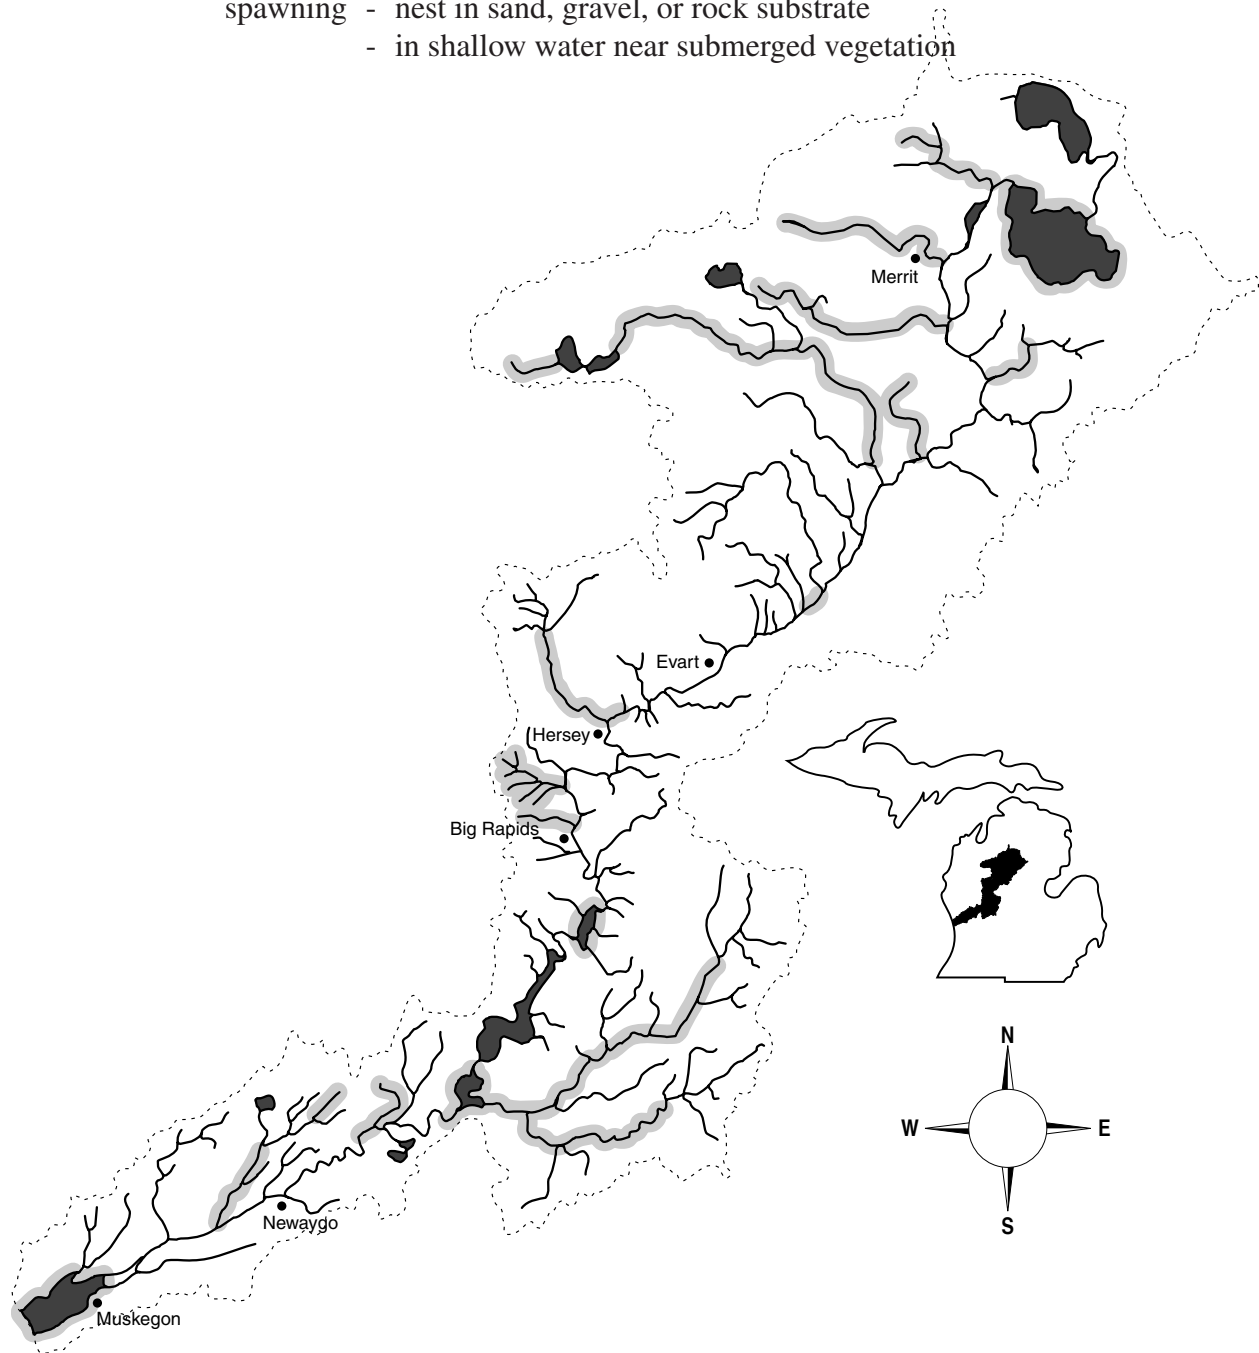 spawning - nest in sand, gravel, or rock substrate
- in shallow water near submerged vegetation
Merrit
Evart
Hersey
Big Rapids
N
W
E
S
Newaygo
Muskegon